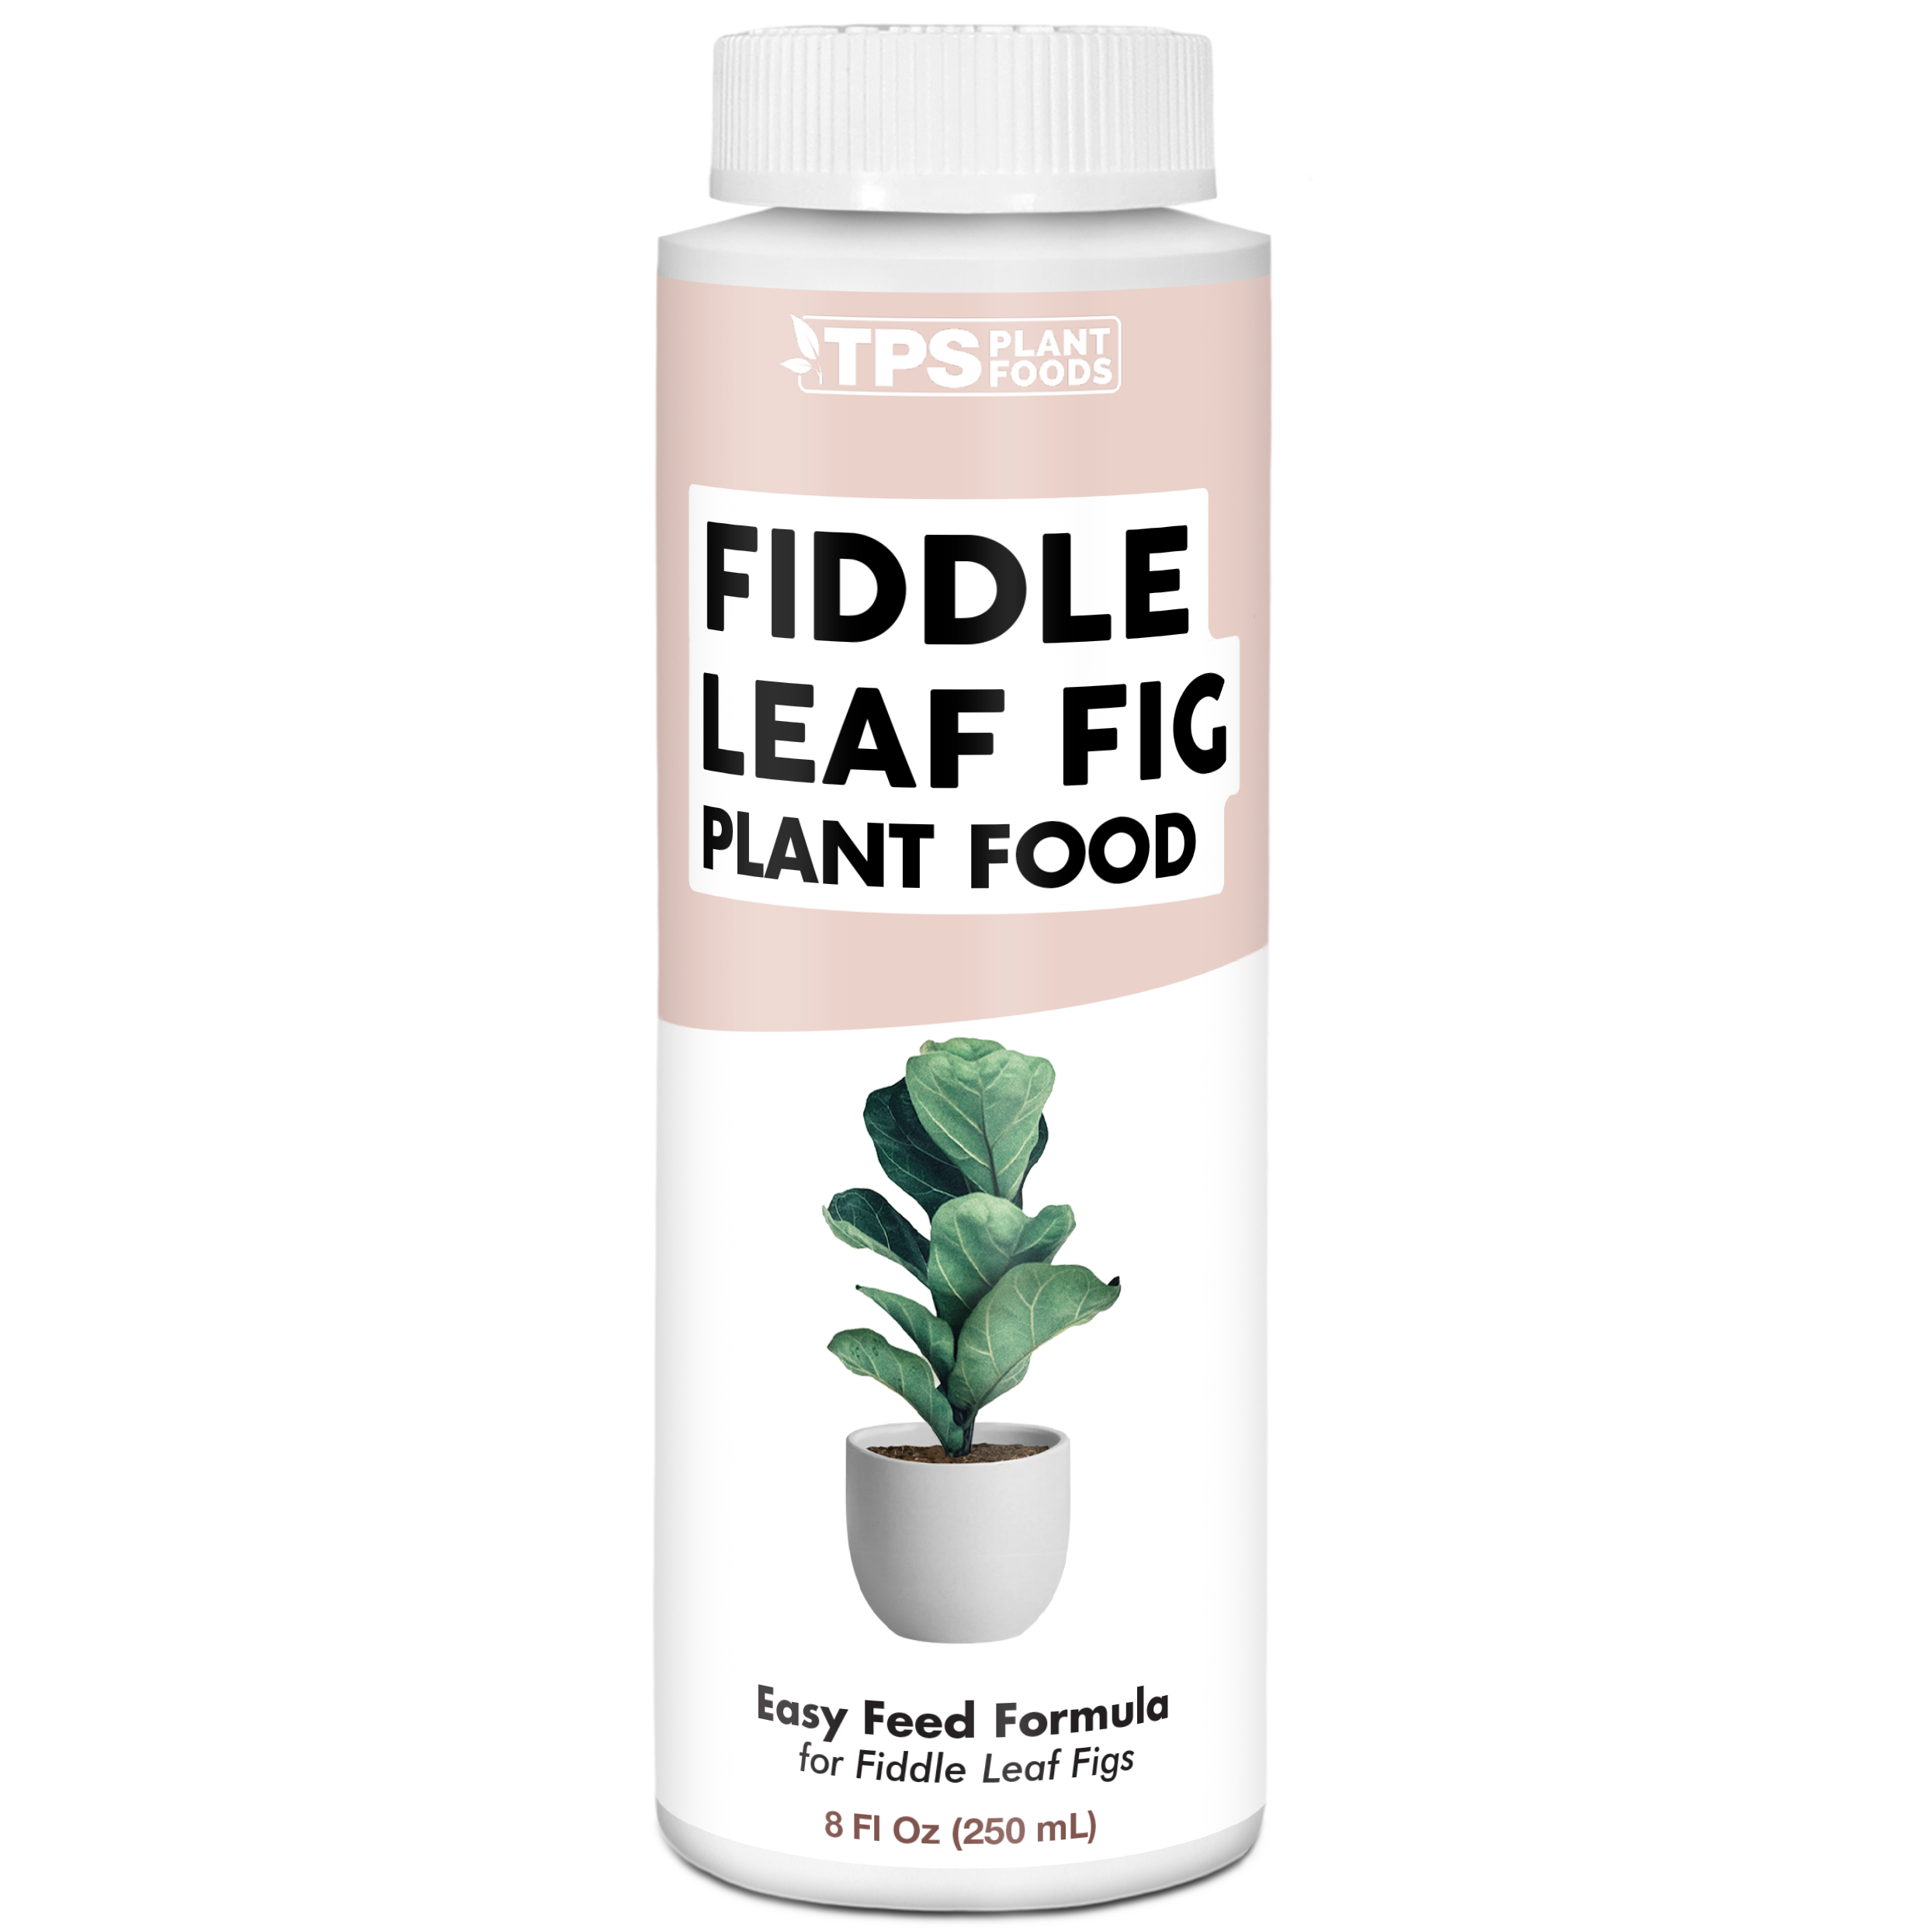 TPS PLANT FOODS
FIDDLE
LEAF FIG
PLANT FOOD
Easy Feed Formula
for Fiddle Leaf Figs
8 Fl Oz (250 mL)